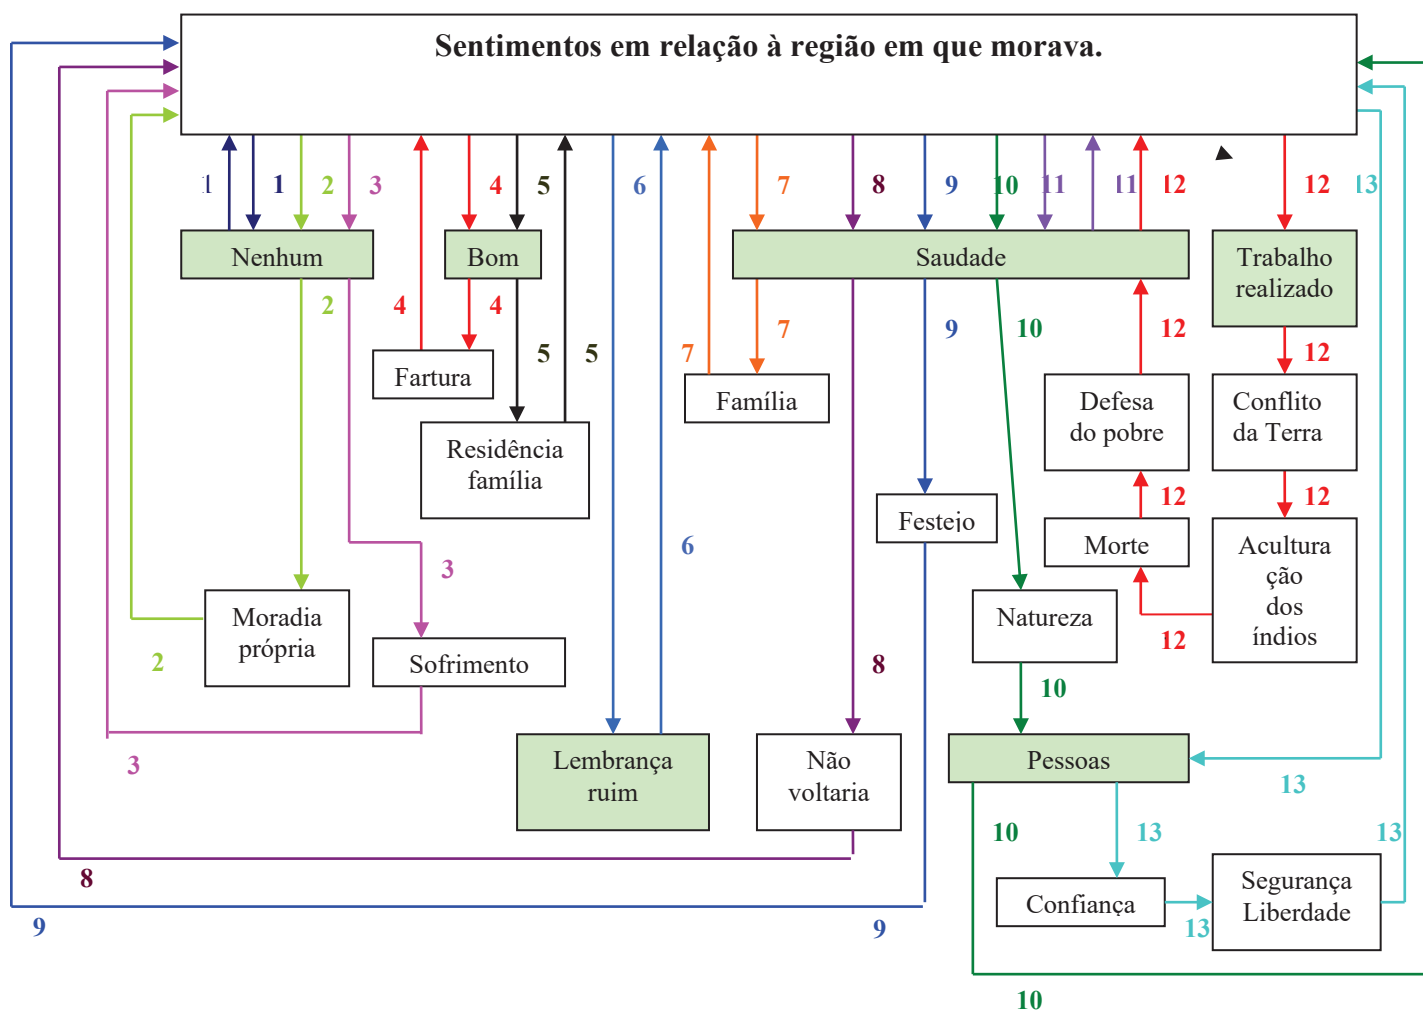 Sentimentos em relação à região em que morava.
1
1
2
3
4
5
6
7
8
9
10
11
11
12
12
13
Nenhum
Bom
Saudade
Trabalho
realizado
2
4
4
5
5
7
7
9
10
12
12
Fartura
Família
Defesa
do pobre
Conflito
da Terra
Residência
família
12
12
Festejo
Morte
Acultura
ção
dos
índios
3
6
12
Moradia
própria
Natureza
2
Sofrimento
8
10
3
Lembrança
ruim
Não
voltaria
Pessoas
13
10
13
13
8
Confiança
Segurança
Liberdade
9
9
13
10